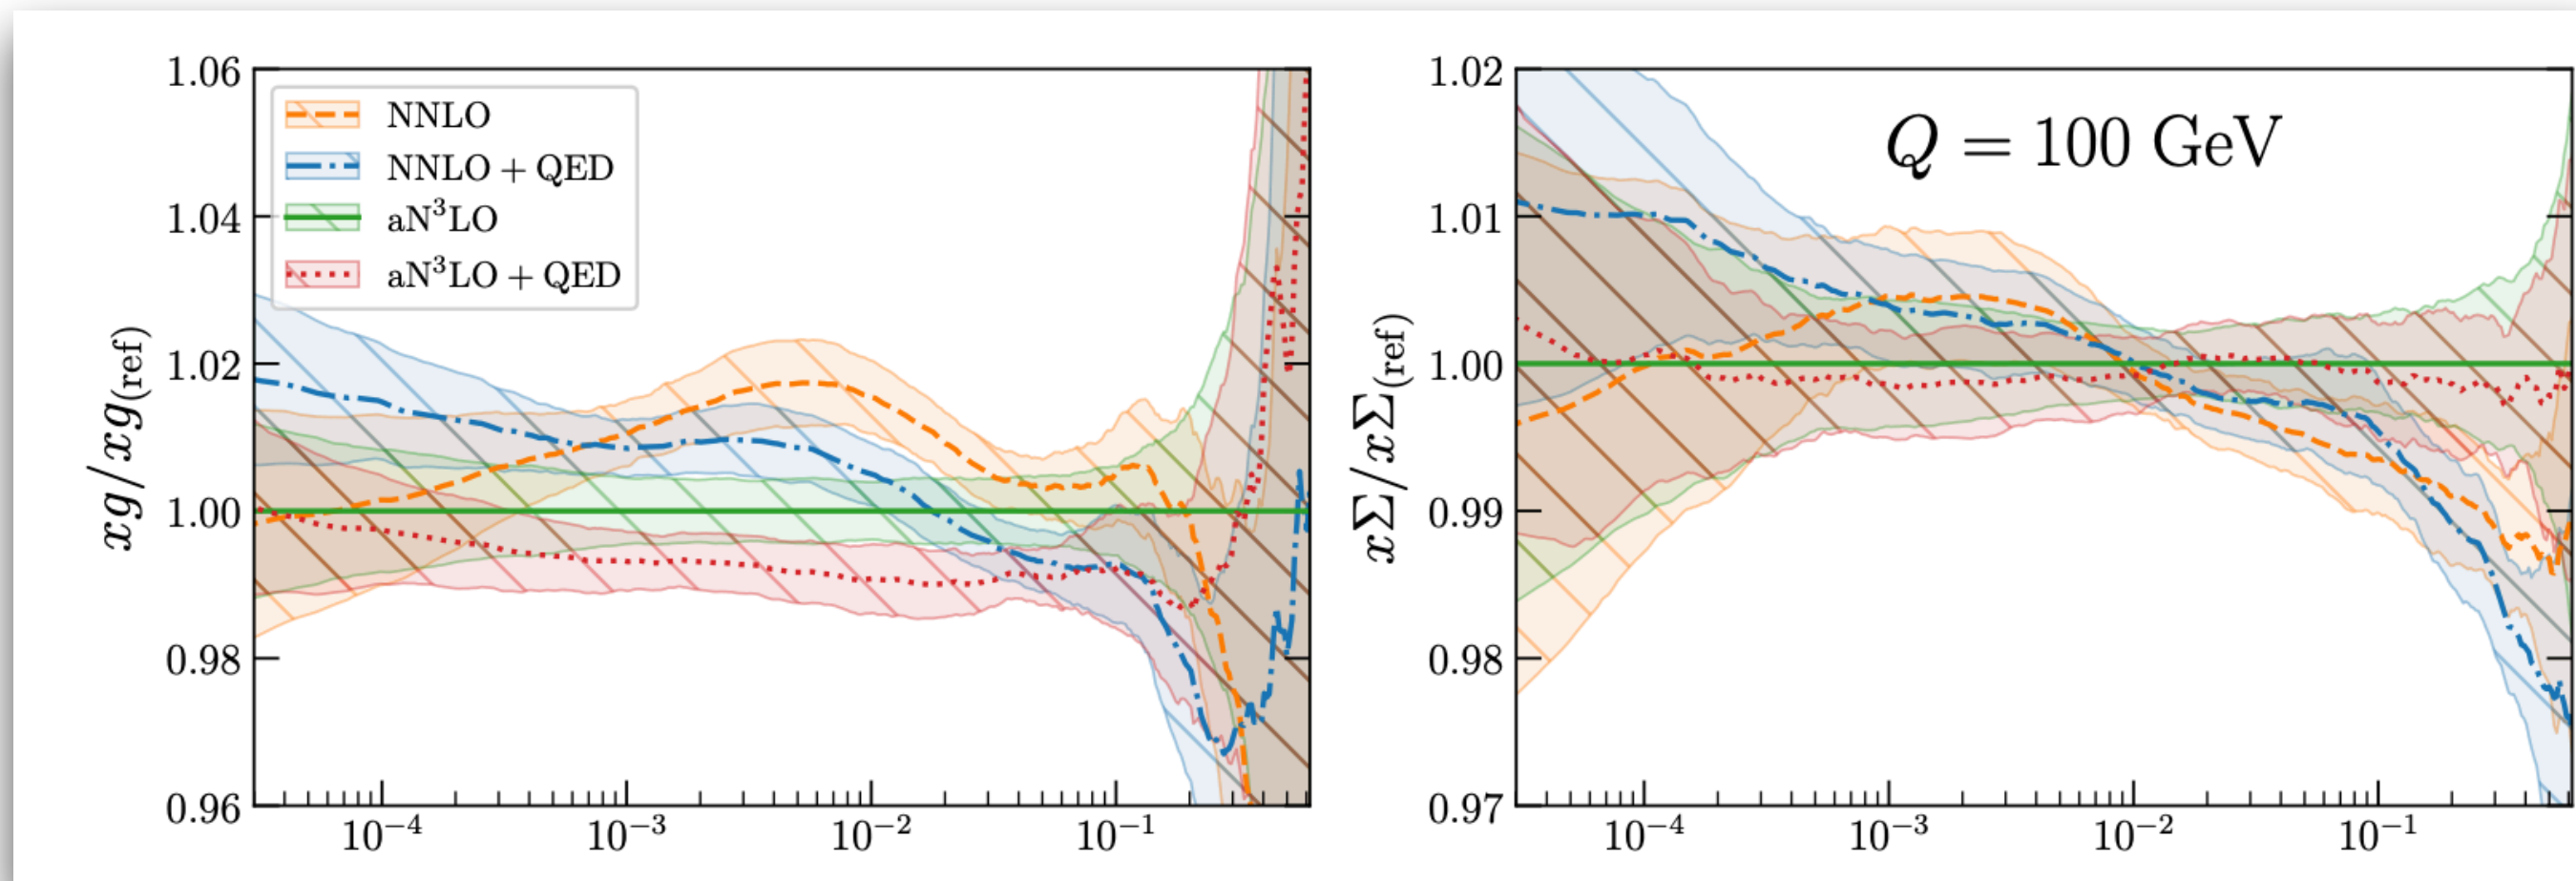 1.06
1.04
1.02
1.00
0.98
0.96
xg/xg(ref)
NNLO
NNLO + QED
aN³LO
aN³LO + QED
10⁻⁴ 10⁻³ 10⁻² 10⁻¹
1.02
1.01
1.00
0.99
0.98
0.97
xΣ/xΣ(ref)
Q = 100 GeV
10⁻⁴ 10⁻³ 10⁻² 10⁻¹